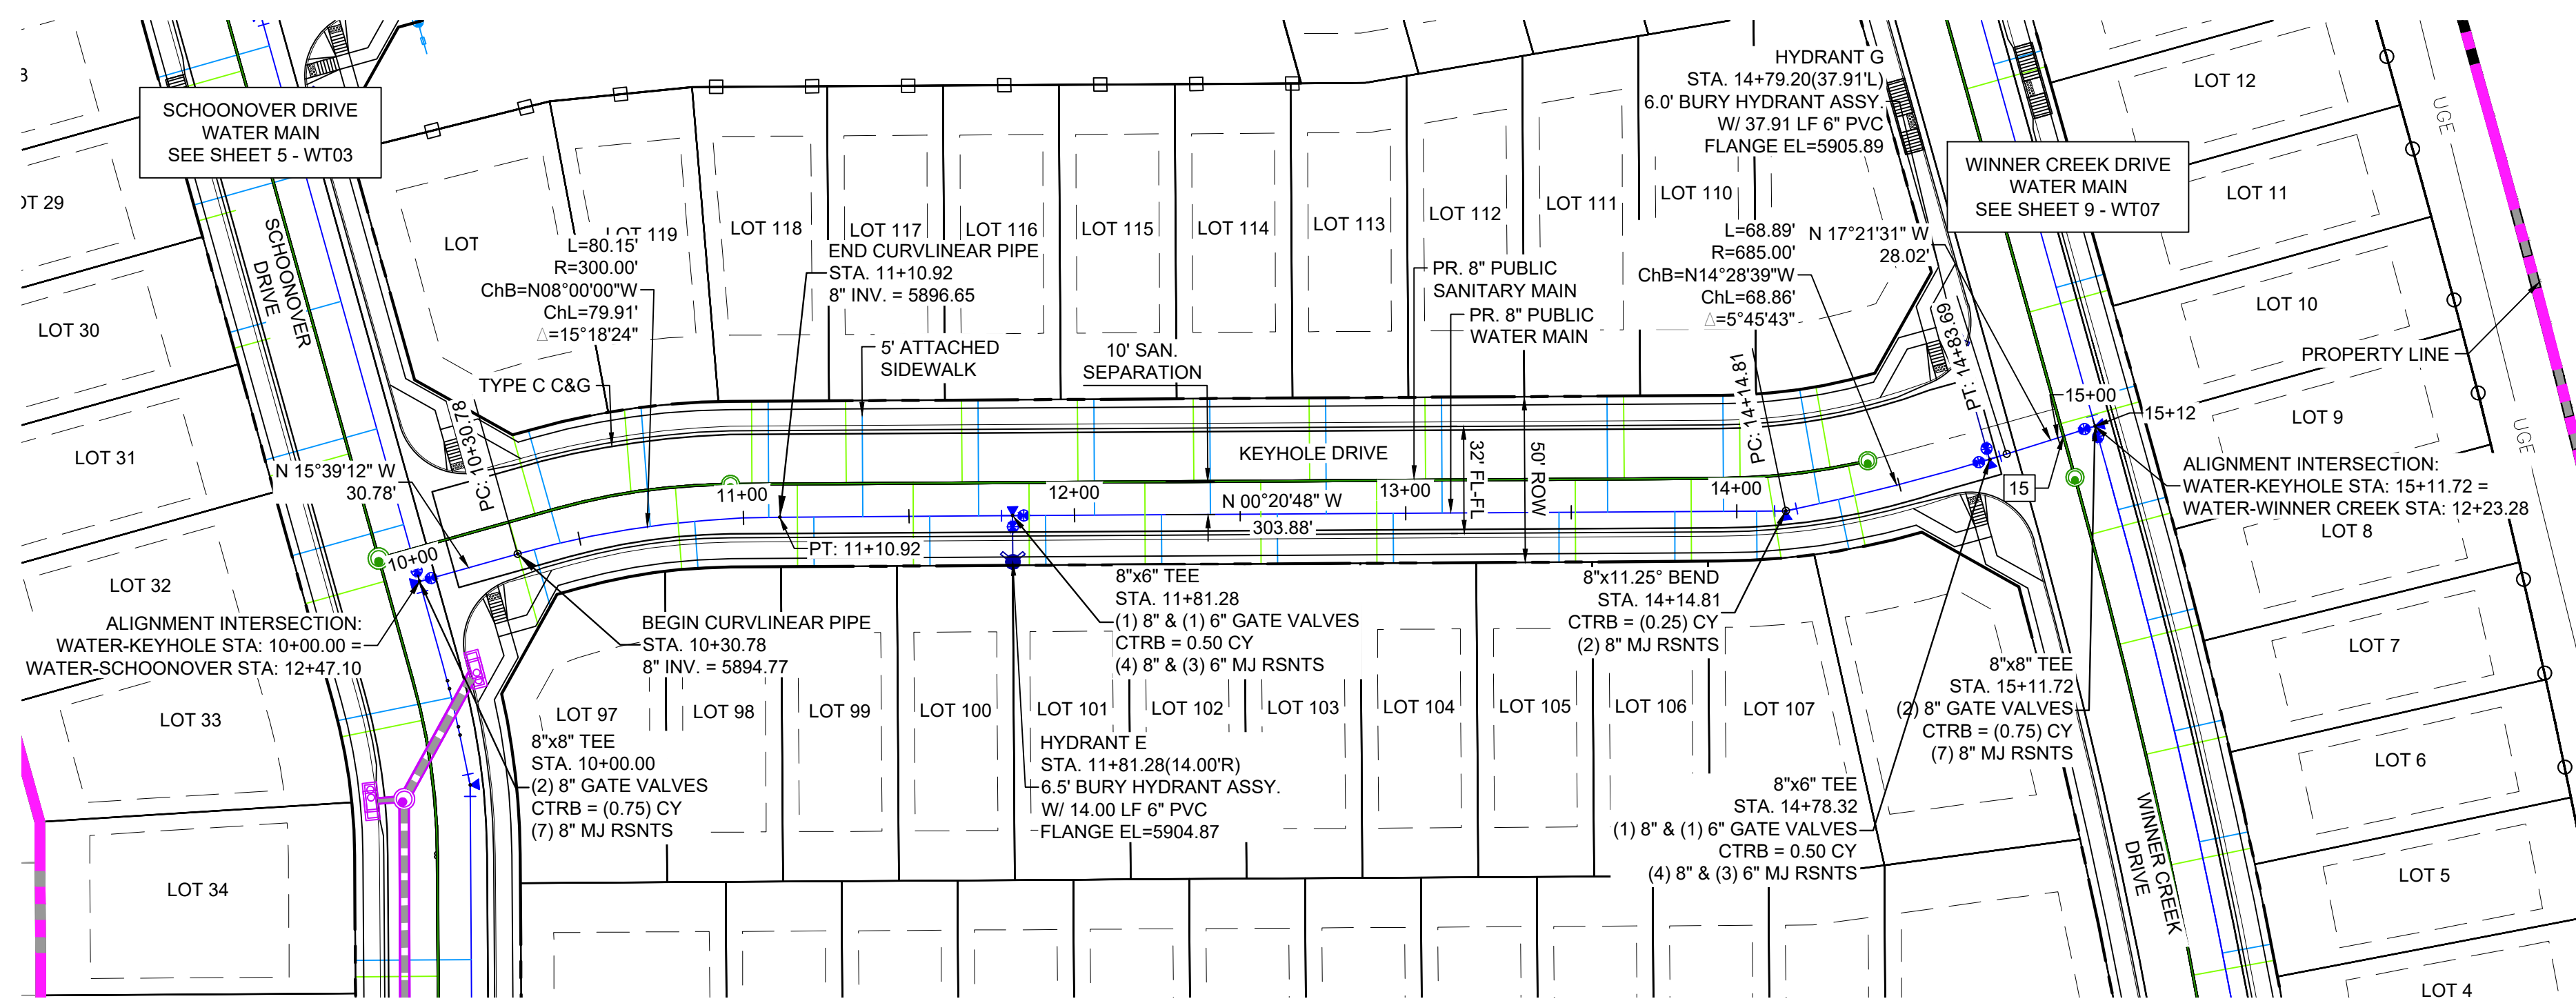 SCHOONOVER DRIVE
WATER MAIN
SEE SHEET 5 - WT03
HYDRANT G
STA. 14+79.20(37.91'L)
6.0' BURY HYDRANT ASSY.
W/ 37.91 LF 6" PVC
FLANGE EL=5905.89
WINNER CREEK DRIVE
WATER MAIN
SEE SHEET 9 - WT07
LOT 12
LOT 11
LOT 10
LOT 9
LOT 8
LOT 7
LOT 6
LOT 5
LOT 4
UGE
UGE
PROPERTY LINE
LOT 30
LOT 31
LOT 32
LOT 33
LOT 34
SCHOONOVER
DRIVE
LOT
LOT 119
LOT 118
LOT 117
LOT 116
LOT 115
LOT 114
LOT 113
LOT 112
LOT 111
LOT 110
L=80.15'
R=300.00'
ChB=N08°00'00"W
ChL=79.91'
Δ=15°18'24"
END CURVLINEAR PIPE
STA. 11+10.92
8" INV. = 5896.65
5' ATTACHED
SIDEWALK
10' SAN.
SEPARATION
PR. 8" PUBLIC
SANITARY MAIN
PR. 8" PUBLIC
WATER MAIN
L=68.89'
R=685.00'
ChB=N14°28'39"W
ChL=68.86'
Δ=5°45'43"
N 17°21'31" W
28.02'
TYPE C C&G
PC: 10+30.78
N 15°39'12" W
30.78'
KEYHOLE DRIVE
32' FL-FL
50' ROW
PC: 14+14.81
PT: 14+83.69
10+00
11+00
12+00
13+00
14+00
15+00
15+12
15
N 00°20'48" W
303.88'
PT: 11+10.92
ALIGNMENT INTERSECTION:
WATER-KEYHOLE STA: 10+00.00 =
WATER-SCHOONOVER STA: 12+47.10
ALIGNMENT INTERSECTION:
WATER-KEYHOLE STA: 15+11.72 =
WATER-WINNER CREEK STA: 12+23.28
BEGIN CURVLINEAR PIPE
STA. 10+30.78
8" INV. = 5894.77
8"x6" TEE
STA. 11+81.28
(1) 8" & (1) 6" GATE VALVES
CTRB = 0.50 CY
(4) 8" & (3) 6" MJ RSNTS
8"x11.25° BEND
STA. 14+14.81
CTRB = (0.25) CY
(2) 8" MJ RSNTS
8"x8" TEE
STA. 15+11.72
(2) 8" GATE VALVES
CTRB = (0.75) CY
(7) 8" MJ RSNTS
LOT 97
LOT 98
LOT 99
LOT 100
LOT 101
LOT 102
LOT 103
LOT 104
LOT 105
LOT 106
LOT 107
8"x8" TEE
STA. 10+00.00
(2) 8" GATE VALVES
CTRB = (0.75) CY
(7) 8" MJ RSNTS
HYDRANT E
STA. 11+81.28(14.00'R)
6.5' BURY HYDRANT ASSY.
W/ 14.00 LF 6" PVC
FLANGE EL=5904.87
8"x6" TEE
STA. 14+78.32
(1) 8" & (1) 6" GATE VALVES
CTRB = 0.50 CY
(4) 8" & (3) 6" MJ RSNTS
WINNER CREEK
DRIVE